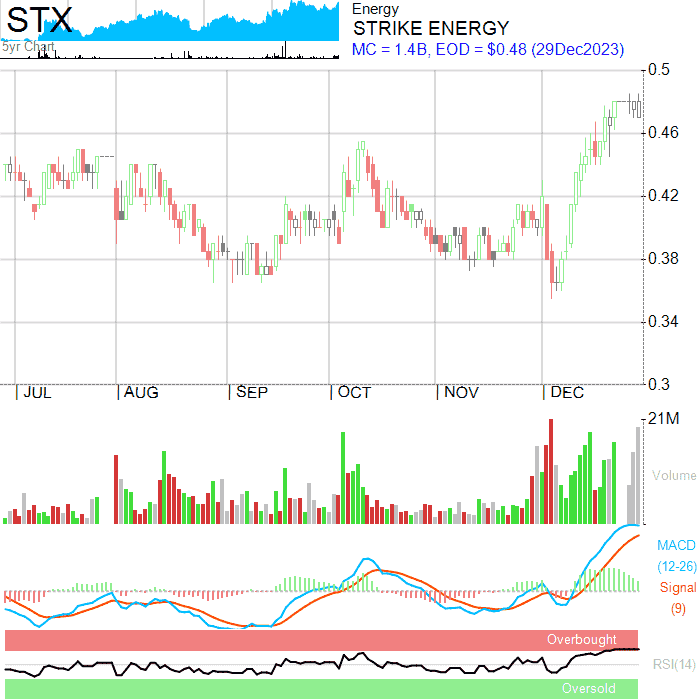 STX
5yr Chart
Energy
STRIKE ENERGY
MC = 1.4B, EOD = $0.48 (29Dec2023)
0.5
0.46
0.42
0.38
0.34
0.3
| JUL | AUG | SEP | OCT | NOV | DEC
21M
Volume
MACD
(12-26)
Signal
(9)
Overbought
RSI(14)
Oversold